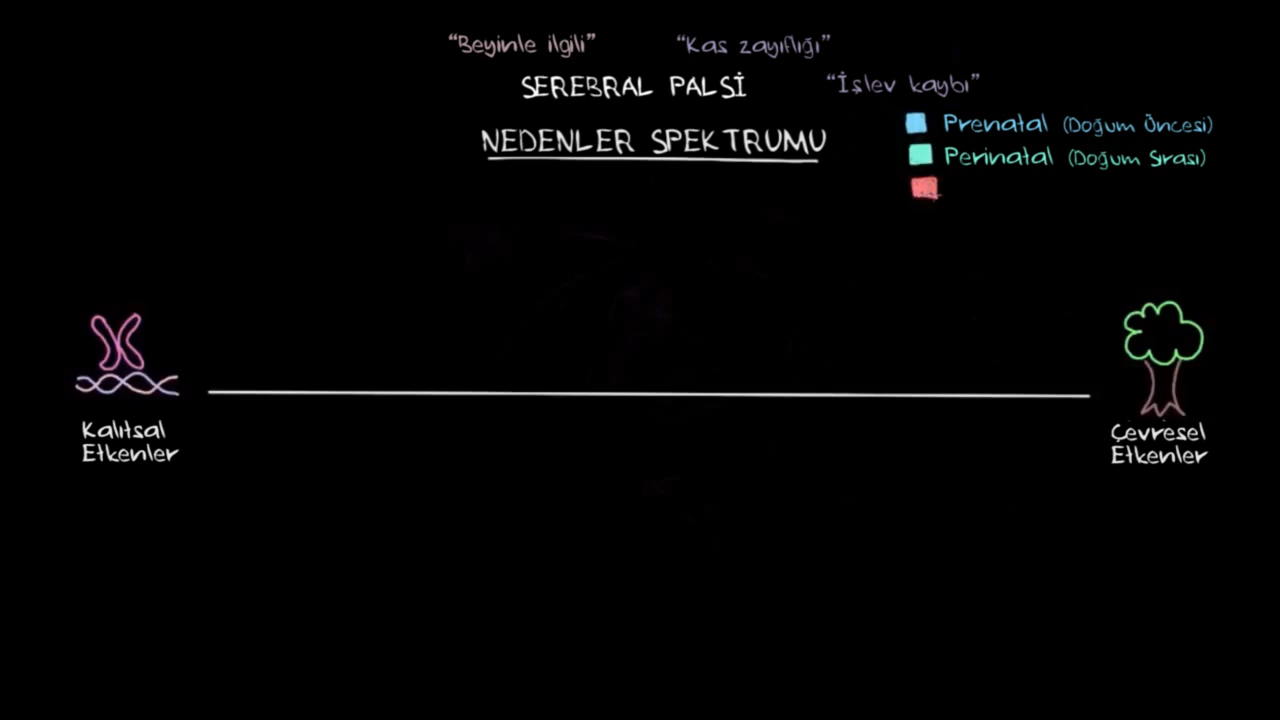 “Beyinle ilgili” “Kas zayıflığı”
SEREBRAL PALSİ “İşlev kaybı”
NEDENLER SPEKTRUMU
Prenatal (Doğum Öncesi)
Perinatal (Doğum Sırası)
Kalıtsal
Etkenler
Çevresel
Etkenler